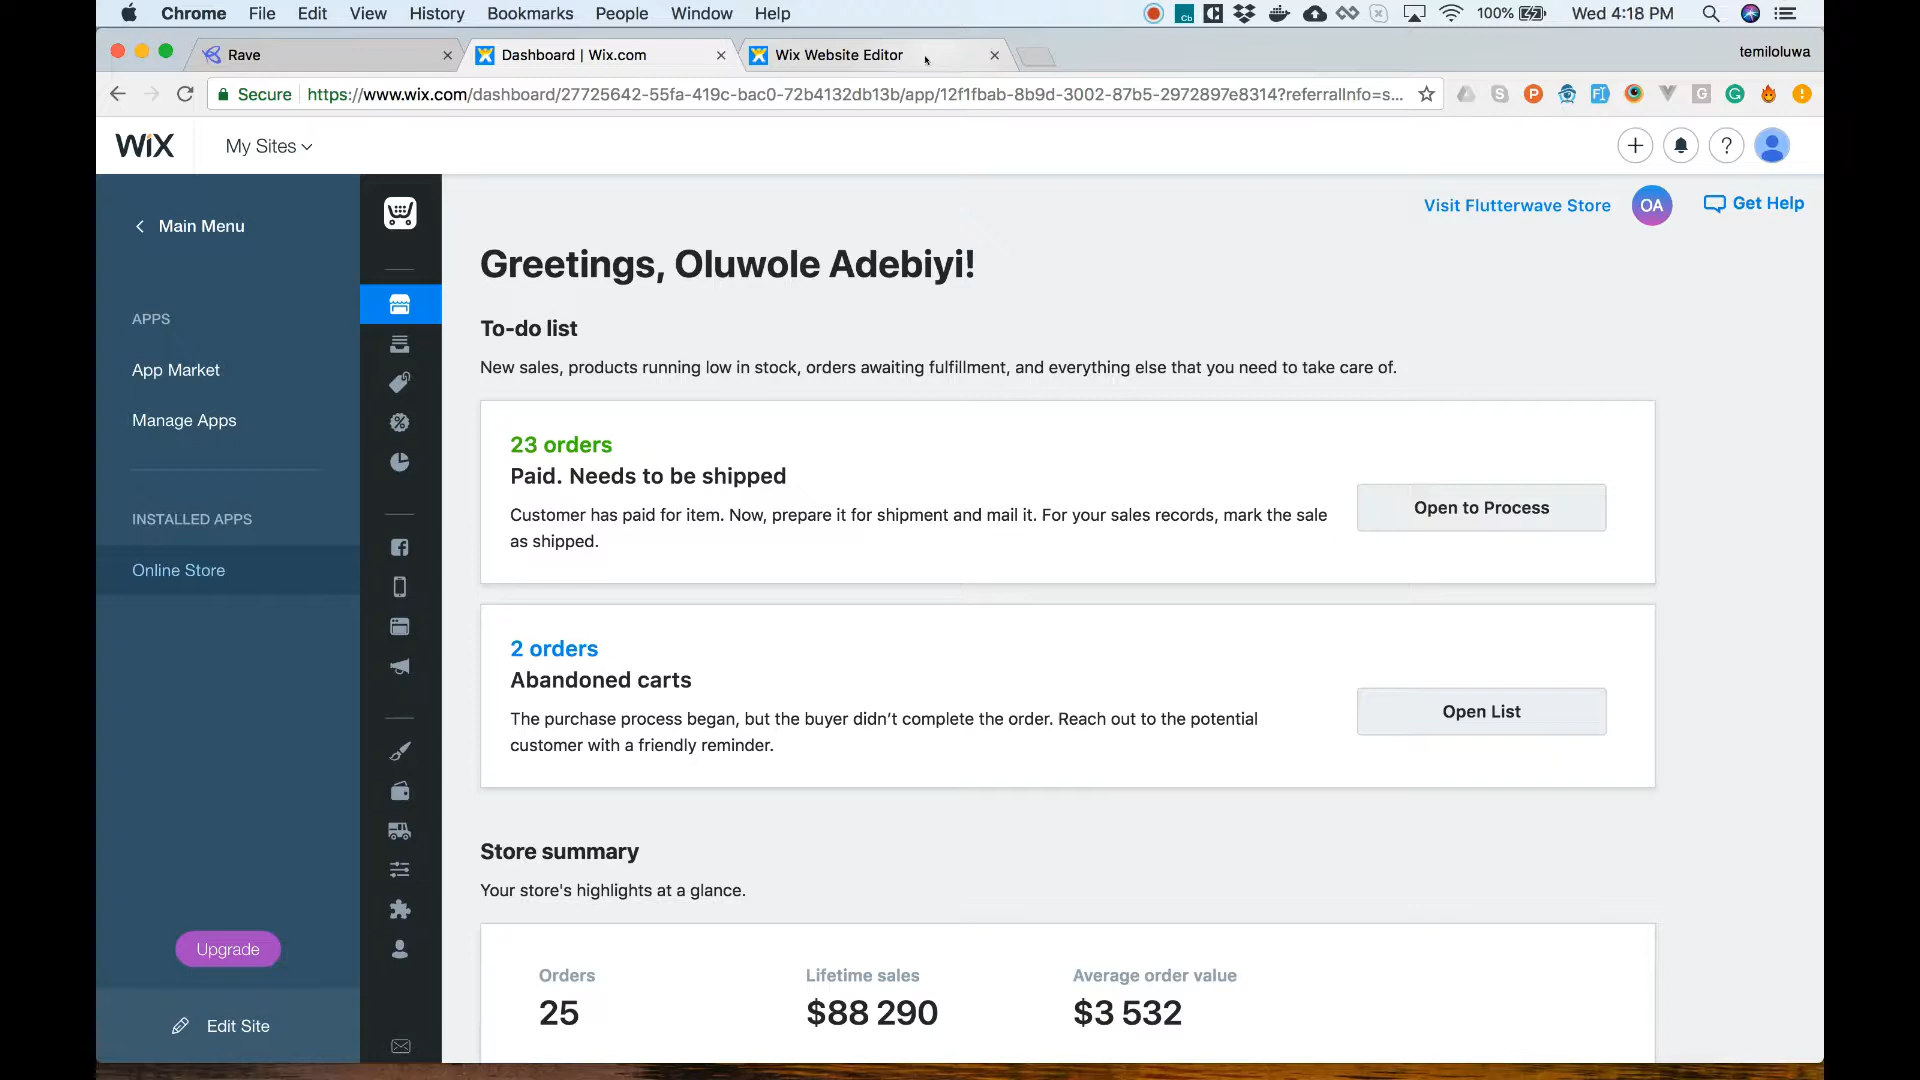 Chrome File Edit View History Bookmarks People Window Help 100% Wed 4:18 PM
Rave
Dashboard | Wix.com
Wix Website Editor
temiloluwa
Secure https://www.wix.com/dashboard/27725642-55fa-419c-bac0-72b4132db13b/app/12f1fbab-8b9d-3002-87b5-2972897e8314?referralInfo=s...
WiX
My Sites
Main Menu
APPS
App Market
Manage Apps
INSTALLED APPS
Online Store
Upgrade
Edit Site
Visit Flutterwave Store
OA
Get Help
Greetings, Oluwole Adebiyi!
To-do list
New sales, products running low in stock, orders awaiting fulfillment, and everything else that you need to take care of.
23 orders
Paid. Needs to be shipped
Customer has paid for item. Now, prepare it for shipment and mail it. For your sales records, mark the sale
as shipped.
Open to Process
2 orders
Abandoned carts
The purchase process began, but the buyer didn't complete the order. Reach out to the potential
customer with a friendly reminder.
Open List
Store summary
Your store's highlights at a glance.
Orders
25
Lifetime sales
$88 290
Average order value
$3 532